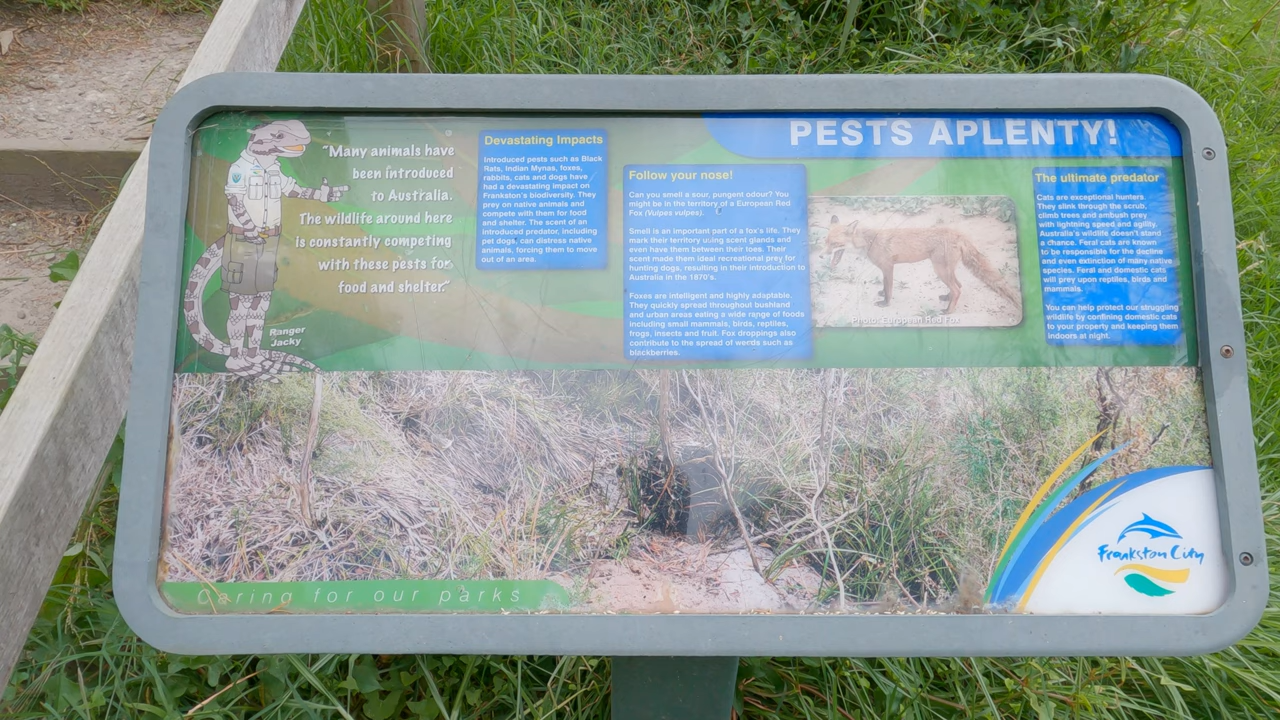 PESTS APLENTY!
"Many animals have
been introduced
to Australia.
The wildlife around here
is constantly competing
with these pests for
food and shelter."
Ranger
Jacky
Devastating Impacts
Introduced pests such as Black
Rats, Indian Mynas, foxes,
rabbits, cats and dogs have
had a devastating impact on
Frankston's biodiversity. They
prey on native animals and
compete with them for food
and shelter. The scent of an
introduced predator, including
pet dogs, can distress native
animals, forcing them to move
out of an area.
Follow your nose!
Can you smell a sour, pungent odour? You
might be in the territory of a European Red
Fox (Vulpes vulpes).
Smell is an important part of a fox's life. They
mark their territory using scent glands and
even have them between their toes. Their
scent made them ideal recreational prey for
hunting dogs, resulting in their introduction to
Australia in the 1870's.
Foxes are intelligent and highly adaptable.
They quickly spread throughout bushland
and urban areas eating a wide range of foods
including small mammals, birds, reptiles,
frogs, insects and fruit. Fox droppings also
contribute to the spread of weeds such as
blackberries.
Photo: European Red Fox
The ultimate predator
Cats are exceptional hunters.
They slink through the scrub,
climb trees and ambush prey
with lightning speed and agility.
Australia's wildlife doesn't stand
a chance. Feral cats are known
to be responsible for the decline
and even extinction of many native
species. Feral and domestic cats
will prey upon reptiles, birds and
mammals.
You can help protect our struggling
wildlife by confining domestic cats
to your property and keeping them
indoors at night.
Caring for our parks
Frankston City